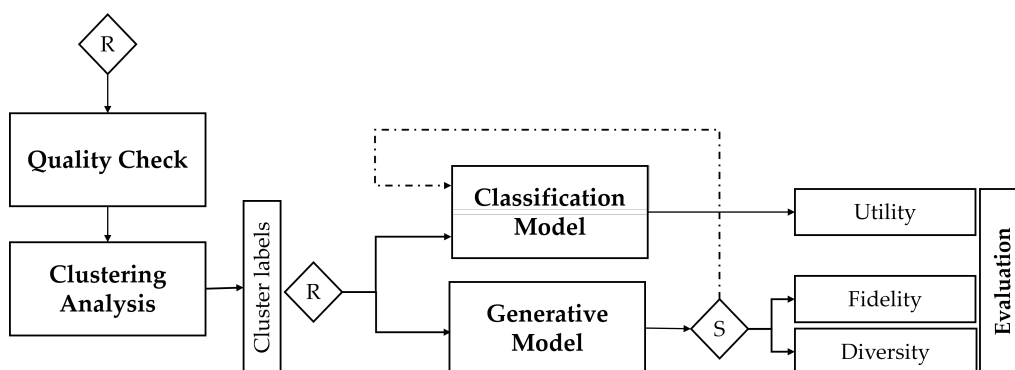 R
Quality Check
Clustering
Analysis
Cluster labels
R
Classification
Model
Generative
Model
S
Utility
Fidelity
Diversity
Evaluation